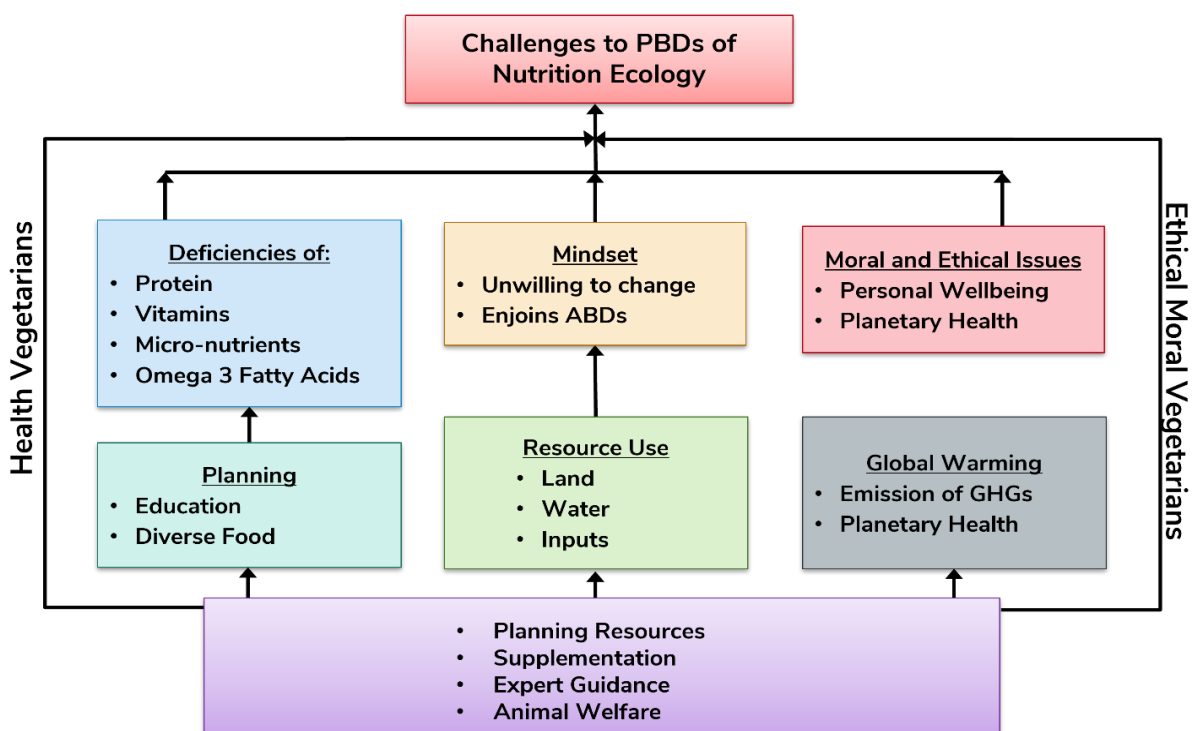 Challenges to PBDs of
Nutrition Ecology
Health Vegetarians
Ethical Moral Vegetarians
Deficiencies of:
• Protein
• Vitamins
• Micro-nutrients
• Omega 3 Fatty Acids
Mindset
• Unwilling to change
• Enjoins ABDs
Moral and Ethical Issues
• Personal Wellbeing
• Planetary Health
Planning
• Education
• Diverse Food
Resource Use
• Land
• Water
• Inputs
Global Warming
• Emission of GHGs
• Planetary Health
• Planning Resources
• Supplementation
• Expert Guidance
• Animal Welfare